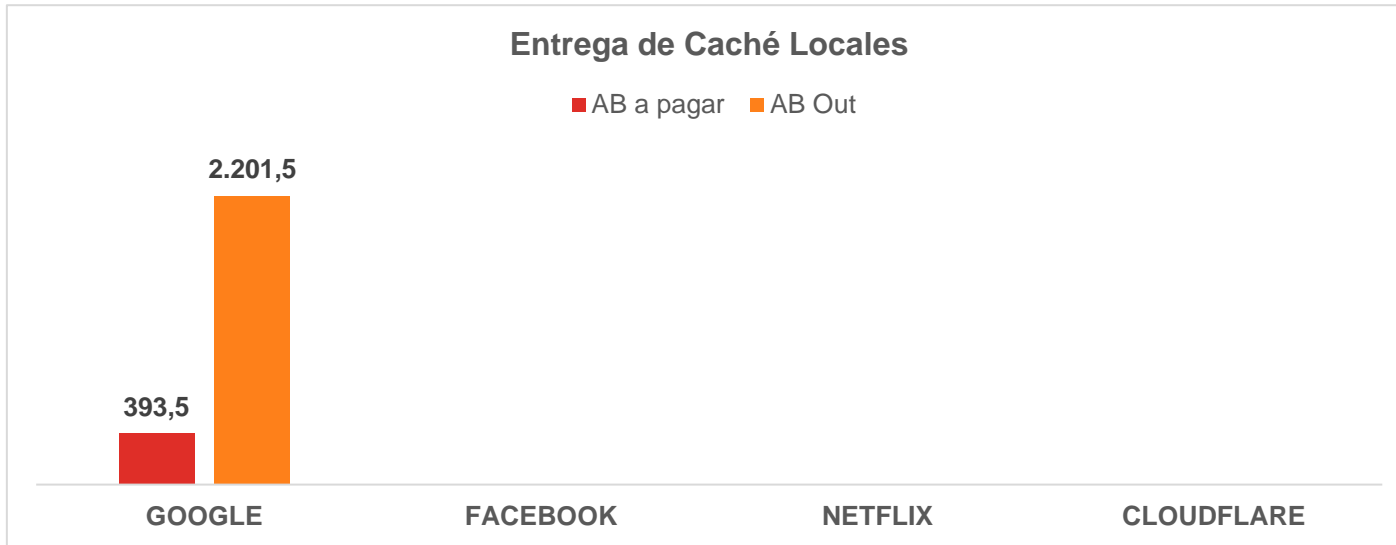 Entrega de Caché Locales
AB a pagar AB Out
2.201,5
393,5
GOOGLE FACEBOOK NETFLIX CLOUDFLARE